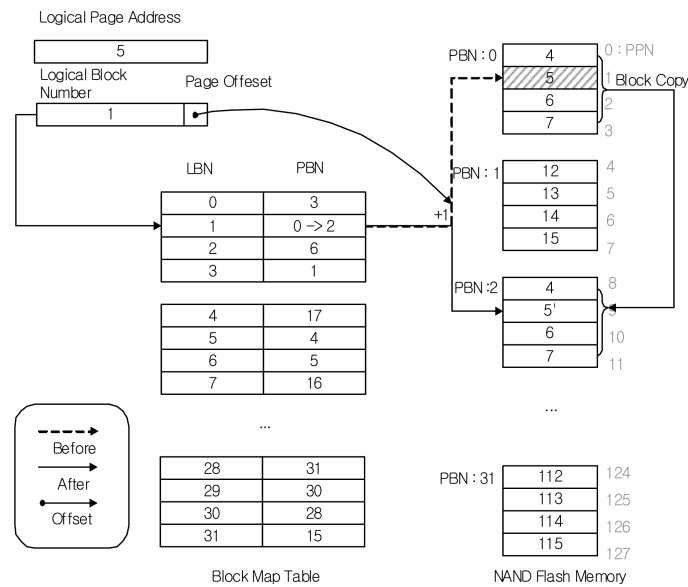 Logical Page Address
5
Logical Block
Number
Page Offeset
1
LBN PBN
0 3
1 0 -> 2
2 6
3 1
4 17
5 4
6 5
7 16
...
28 31
29 30
30 28
31 15
Block Map Table
Before
After
Offset
+1
PBN : 0
4 0 : PPN
5 1
6 2
7 3
Block Copy
PBN : 1
12 4
13 5
14 6
15 7
PBN :2
4 8
5'
6 10
7 11
...
PBN : 31
112 124
113 125
114 126
115 127
NAND Flash Memory